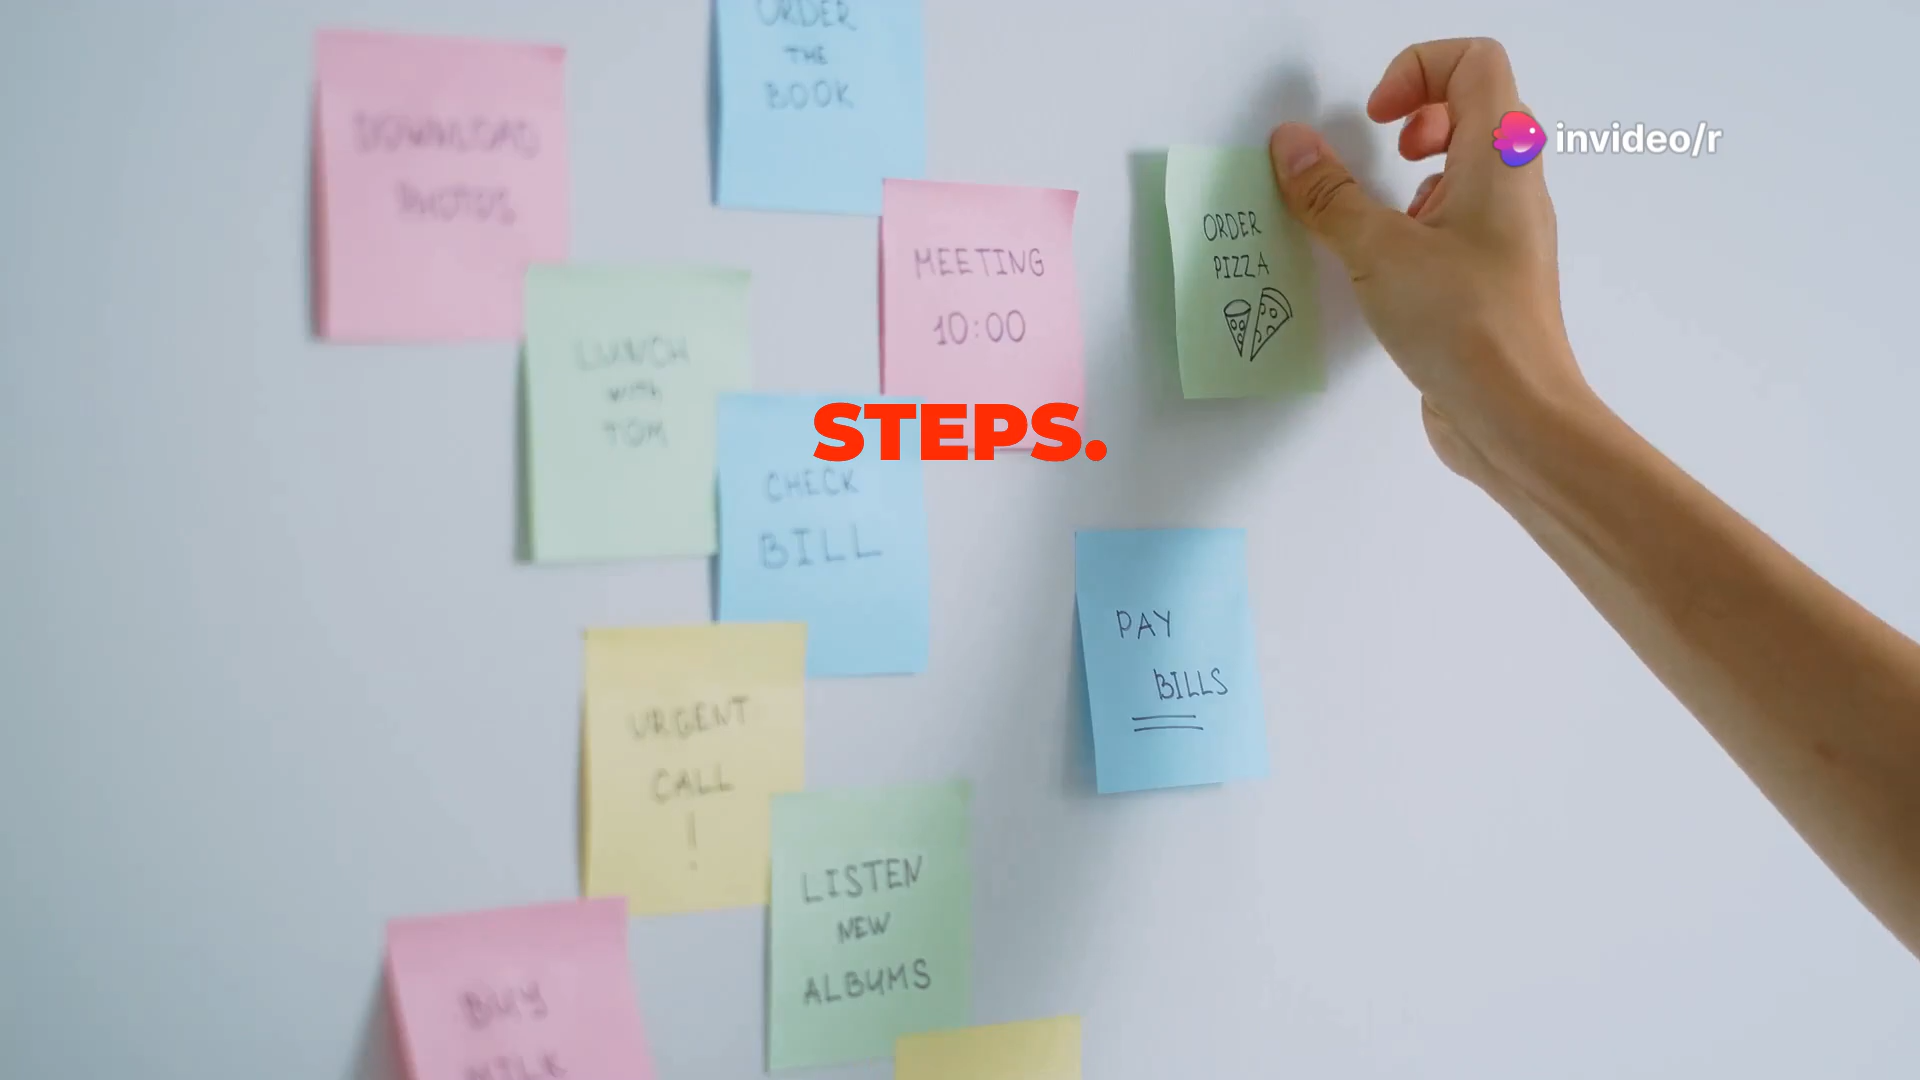 ORDER
THE
BOOK
DOWNLOAD
PHOTOS
MEETING
10:00
ORDER
PIZZA
LUNCH
with
TOM
STEPS.
CHECK
BILL
PAY
BILLS
URGENT
CALL
!
LISTEN
NEW
ALBUMS
BUY
MILK
invideo/r